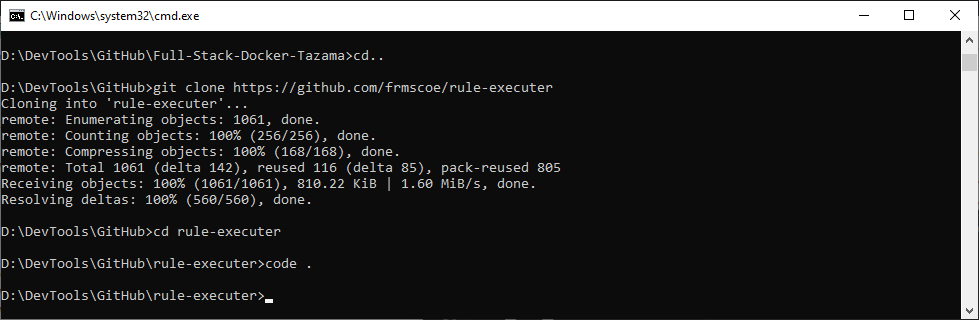 C:\Windows\system32\cmd.exe
D:\DevTools\GitHub\Full-Stack-Docker-Tazama>cd..
D:\DevTools\GitHub>git clone https://github.com/frmscoe/rule-executer
Cloning into 'rule-executer'...
remote: Enumerating objects: 1061, done.
remote: Counting objects: 100% (256/256), done.
remote: Compressing objects: 100% (168/168), done.
remote: Total 1061 (delta 142), reused 116 (delta 85), pack-reused 805
Receiving objects: 100% (1061/1061), 810.22 KiB | 1.60 MiB/s, done.
Resolving deltas: 100% (560/560), done.
D:\DevTools\GitHub>cd rule-executer
D:\DevTools\GitHub\rule-executer>code .
D:\DevTools\GitHub\rule-executer>